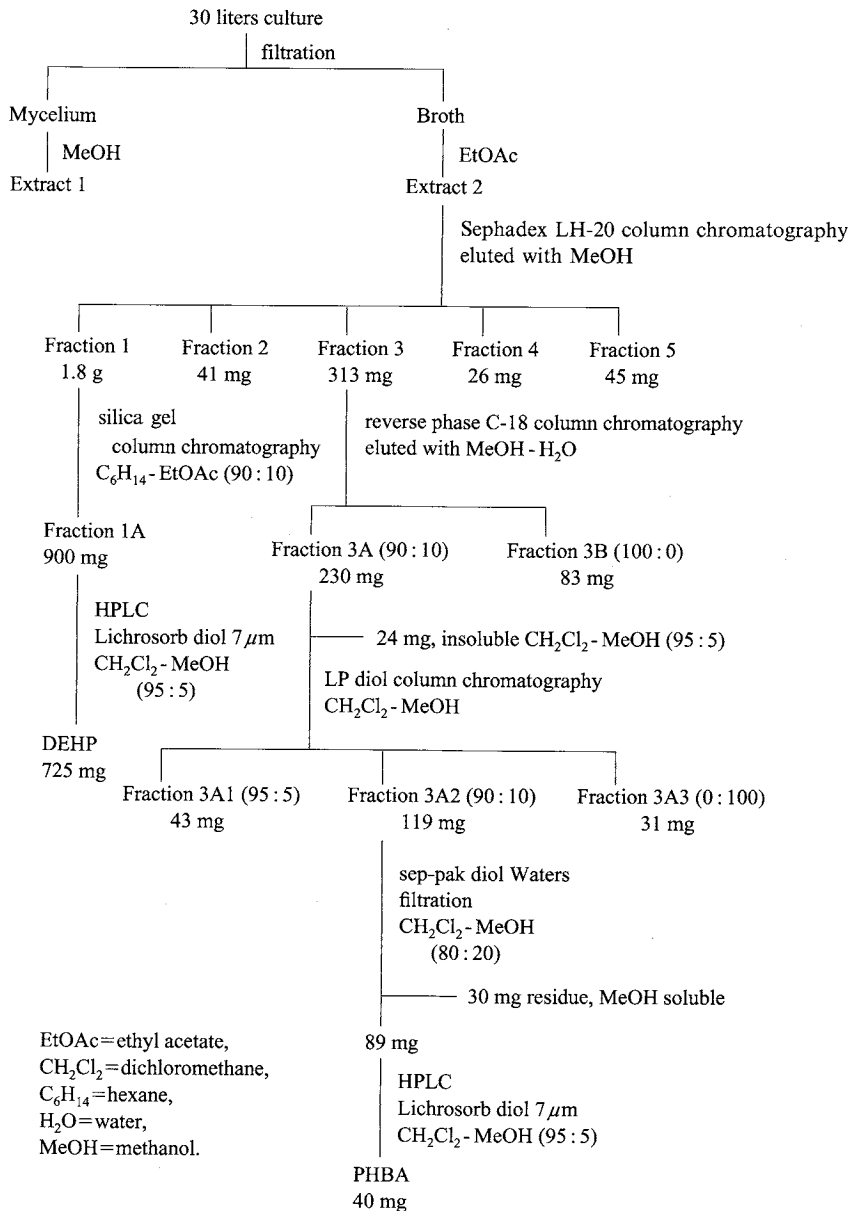 30 liters culture
filtration
Mycelium
Broth
MeOH
EtOAc
Extract 1
Extract 2
Sephadex LH-20 column chromatography
eluted with MeOH
Fraction 1
1.8 g
Fraction 2
41 mg
Fraction 3
313 mg
Fraction 4
26 mg
Fraction 5
45 mg
silica gel
column chromatography
C₆H₁₄-EtOAc (90:10)
reverse phase C-18 column chromatography
eluted with MeOH-H₂O
Fraction 1A
900 mg
Fraction 3A (90:10)
230 mg
Fraction 3B (100:0)
83 mg
HPLC
Lichrosorb diol 7 μm
CH₂Cl₂-MeOH
(95:5)
24 mg, insoluble CH₂Cl₂-MeOH (95:5)
LP diol column chromatography
CH₂Cl₂-MeOH
DEHP
725 mg
Fraction 3A1 (95:5)
43 mg
Fraction 3A2 (90:10)
119 mg
Fraction 3A3 (0:100)
31 mg
sep-pak diol Waters
filtration
CH₂Cl₂-MeOH
(80:20)
30 mg residue, MeOH soluble
89 mg
HPLC
Lichrosorb diol 7 μm
CH₂Cl₂-MeOH (95:5)
PHBA
40 mg
EtOAc=ethyl acetate,
CH₂Cl₂=dichloromethane,
C₆H₁₄=hexane,
H₂O=water,
MeOH=methanol.